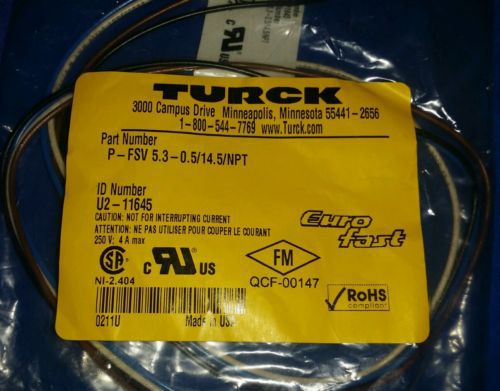 TURCK
3000 Campus Drive Minneapolis, Minnesota 55441-2656
1-800-544-7769 www.Turck.com
Part Number
P-FSV 5.3-0.5/14.5/NPT
ID Number
U2-11645
CAUTION: NOT FOR INTERRUPTING CURRENT
ATTENTION: NE PAS UTILISER POUR COUPER LE COURANT
250 V; 4 A max
Euro fast
SA
C UR US
FM
NI-2.404
QCF-00147
RoHS
compliant
0211U
Made in USA